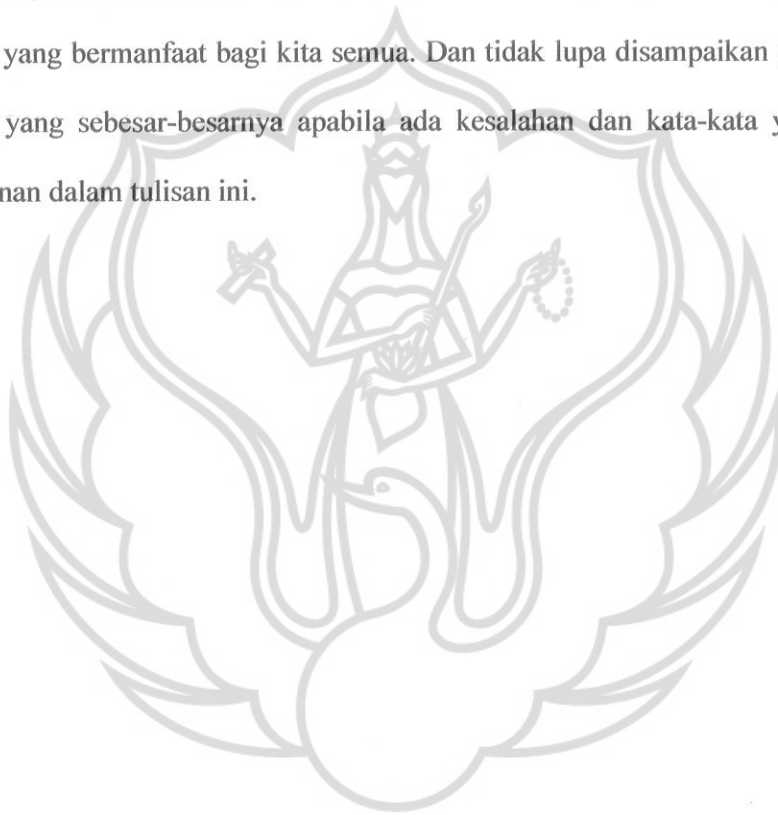 yang bermanfaat bagi kita semua. Dan tidak lupa disampaikan
yang sebesar-besarnya apabila ada kesalahan dan kata-kata
dalam tulisan ini.